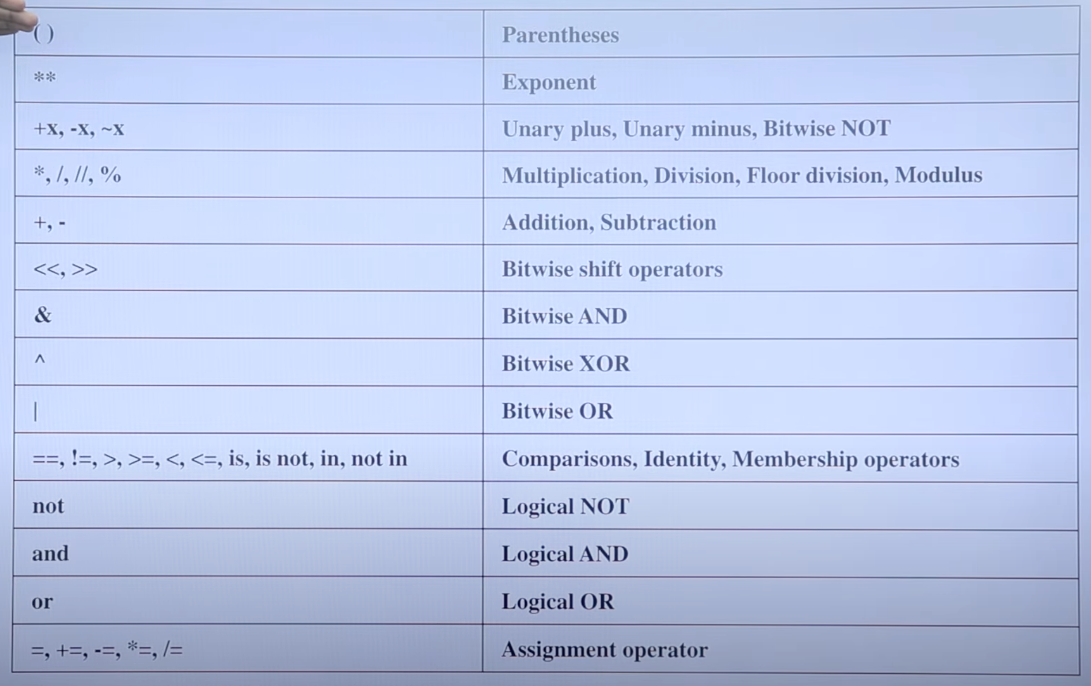 ( ) Parentheses
** Exponent
+x, -x, ~x Unary plus, Unary minus, Bitwise NOT
*, /, //, % Multiplication, Division, Floor division, Modulus
+, - Addition, Subtraction
<<, >> Bitwise shift operators
& Bitwise AND
^ Bitwise XOR
| Bitwise OR
==, !=, >, >=, <, <=, is, is not, in, not in Comparisons, Identity, Membership operators
not Logical NOT
and Logical AND
or Logical OR
=, +=, -=, *=, /= Assignment operator